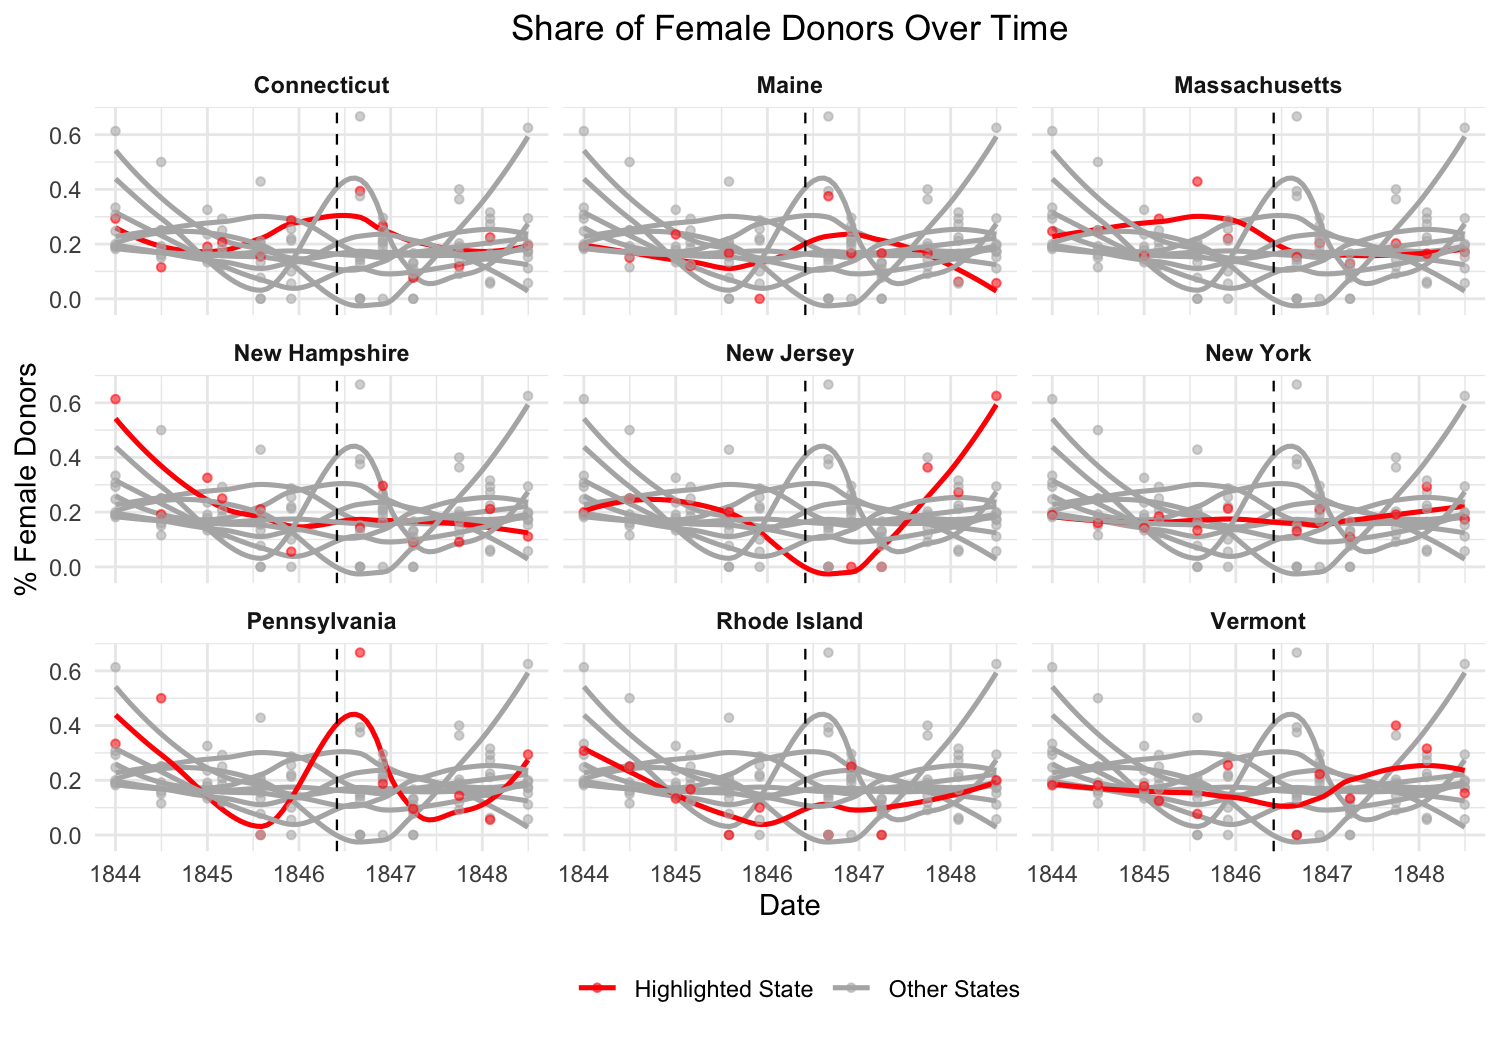 Share of Female Donors Over Time
Connecticut Maine Massachusetts
0.6
0.4
0.2
0.0
New Hampshire New Jersey New York
0.6
0.4
0.2
0.0
% Female Donors
Pennsylvania Rhode Island Vermont
0.6
0.4
0.2
0.0
1844 1845 1846 1847 1848 1844 1845 1846 1847 1848 1844 1845 1846 1847 1848
Date
Highlighted State Other States